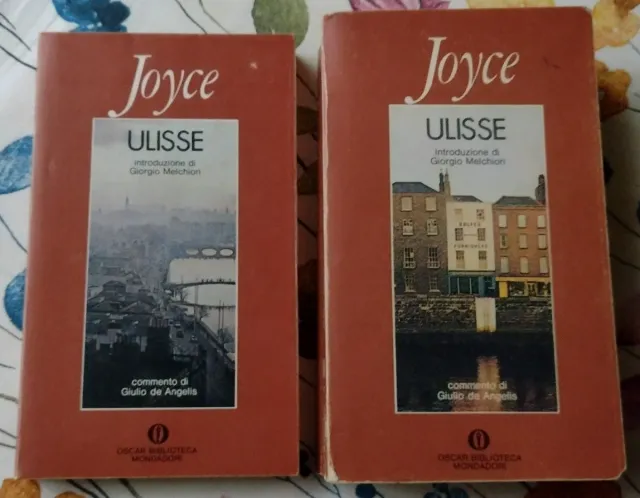 Joyce
ULISSE
introduzione di
Giorgio Melchiori
commento di
Giulio de Angelis
OSCAR BIBLIOTECA
MONDADORI
Joyce
ULISSE
introduzione di
Giorgio Melchiori
commento di
Giulio de Angelis
OSCAR BIBLIOTECA
MONDADORI